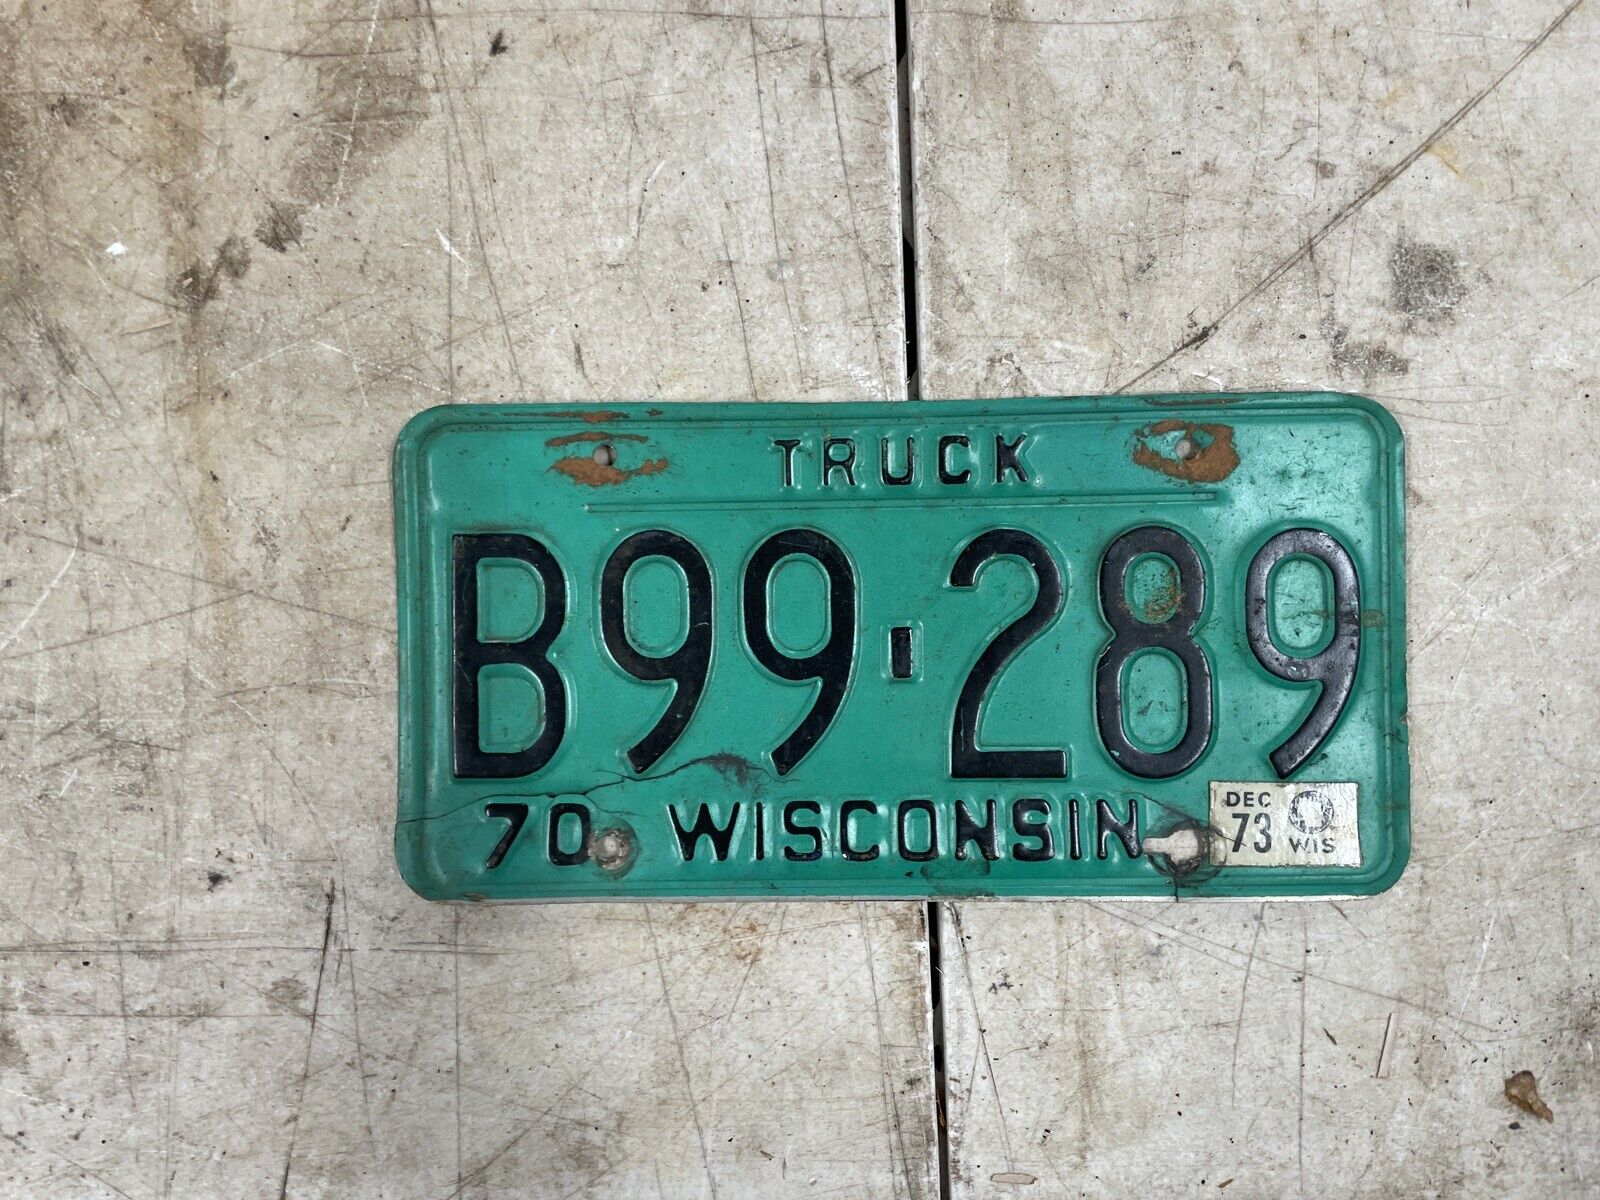 TRUCK
B99-289
70 WISCONSIN
DEC
73 WIS